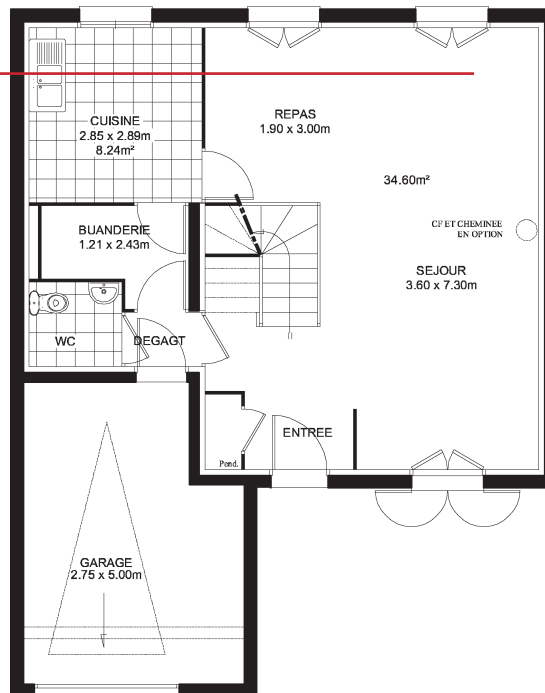 CUISINE
2.85 x 2.89m
8.24m²
REPAS
1.90 x 3.00m
34.60m²
CF ET CHEMINEE
EN OPTION
BUANDERIE
1.21 x 2.43m
SEJOUR
3.60 x 7.30m
WC
DEGAGT
ENTREE
Pend.
GARAGE
2.75 x 5.00m